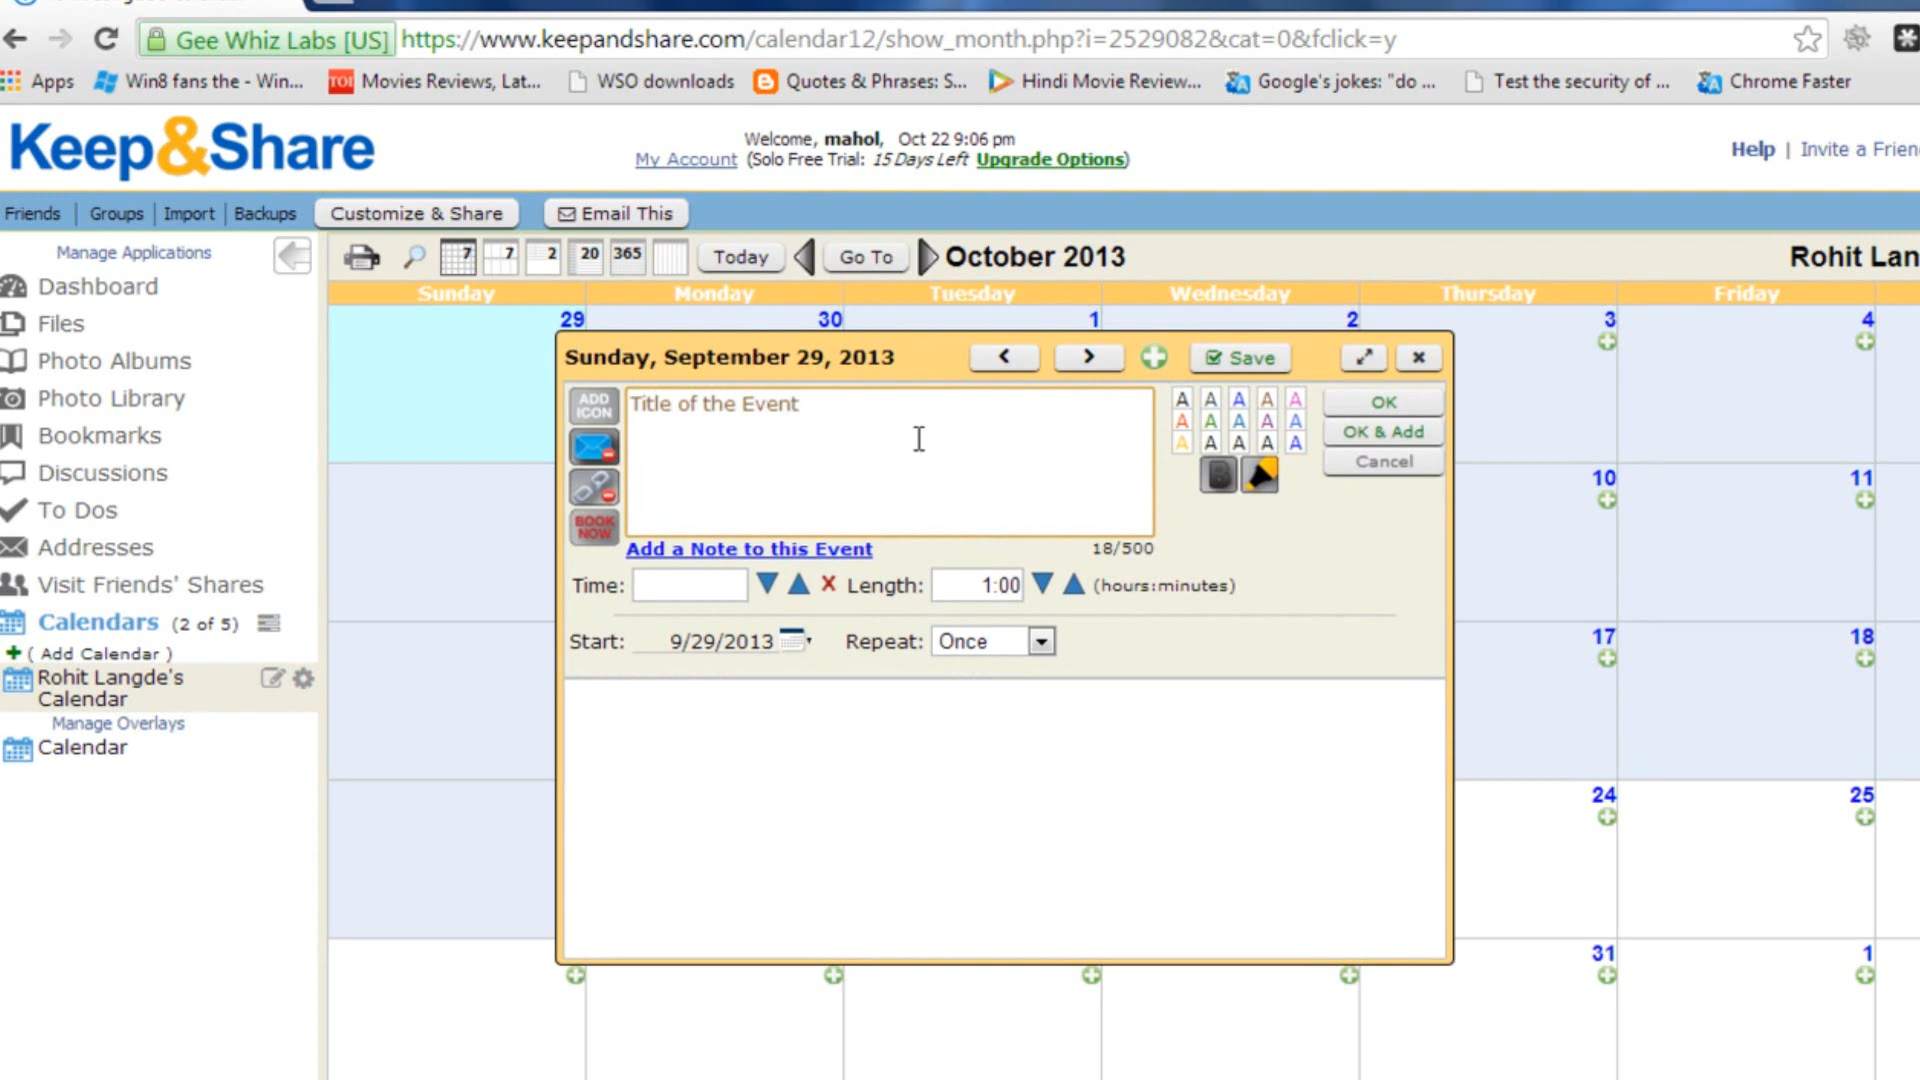 Gee Whiz Labs [US] https://www.keepandshare.com/calendar12/show_month.php?i=2529082&cat=0&fclick=y
Apps Win8 fans the - Win... TOI Movies Reviews, Lat... WSO downloads Quotes & Phrases: S... Hindi Movie Review... Google's jokes: "do ... Test the security of ... Chrome Faster
Keep&Share
Welcome, mahol, Oct 22 9:06 pm
My Account (Solo Free Trial: 15 Days Left Upgrade Options)
Help | Invite a Frien
Friends | Groups | Import | Backups Customize & Share Email This
Manage Applications
Dashboard
Files
Photo Albums
Photo Library
Bookmarks
Discussions
To Dos
Addresses
Visit Friends' Shares
Calendars (2 of 5)
( Add Calendar )
Rohit Langde's
Calendar
Manage Overlays
Calendar
7 7 2 20 365 Today Go To October 2013 Rohit Lan
Sunday Monday Tuesday Wednesday Thursday Friday
29 30 1 2 3 4
Sunday, September 29, 2013 < > Save
ADD
ICON
Title of the Event
BOOK
NOW
A A A A A
A A A A A
A A A A A
B
OK
OK & Add
Cancel
Add a Note to this Event 18/500
Time: X Length: 1:00 (hours:minutes)
Start: 9/29/2013 Repeat: Once
10 11
17 18
24 25
31 1